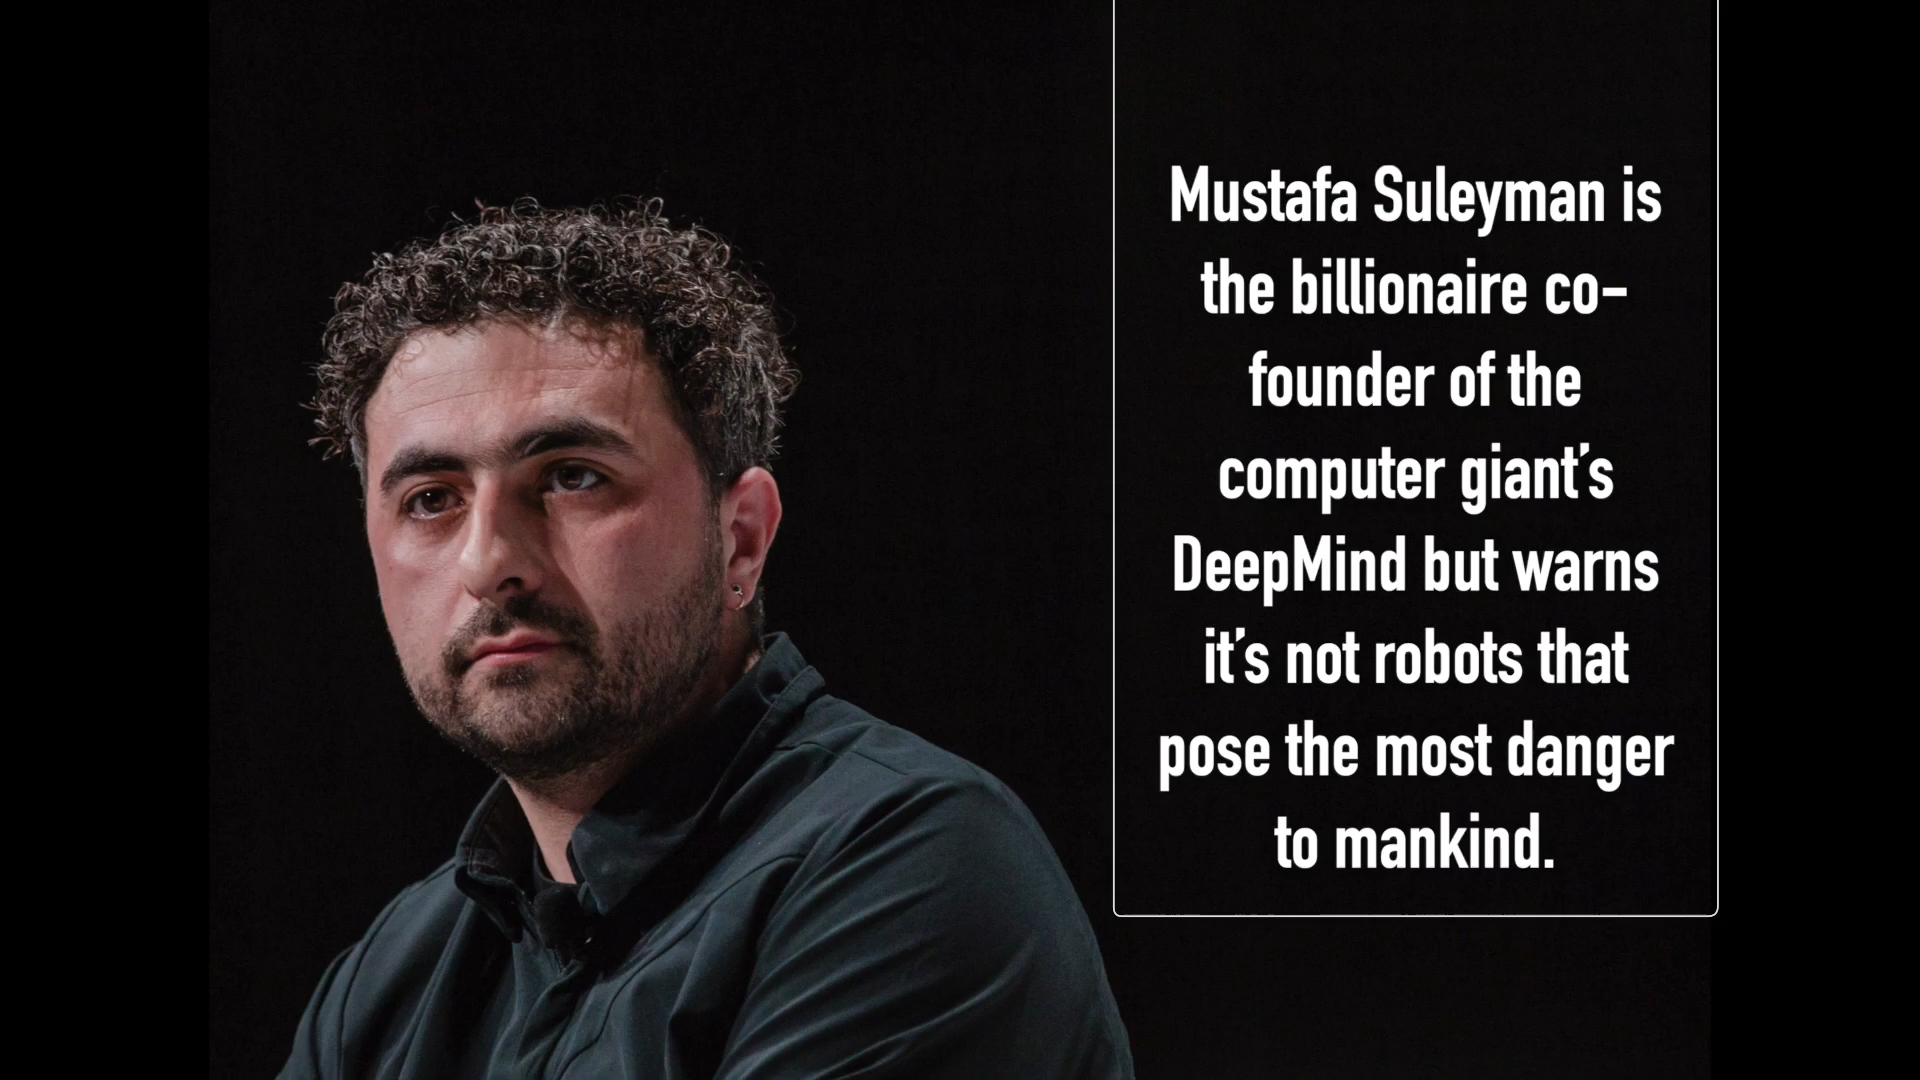 Mustafa Suleyman is
the billionaire co-
founder of the
computer giant’s
DeepMind but warns
it’s not robots that
pose the most danger
to mankind.